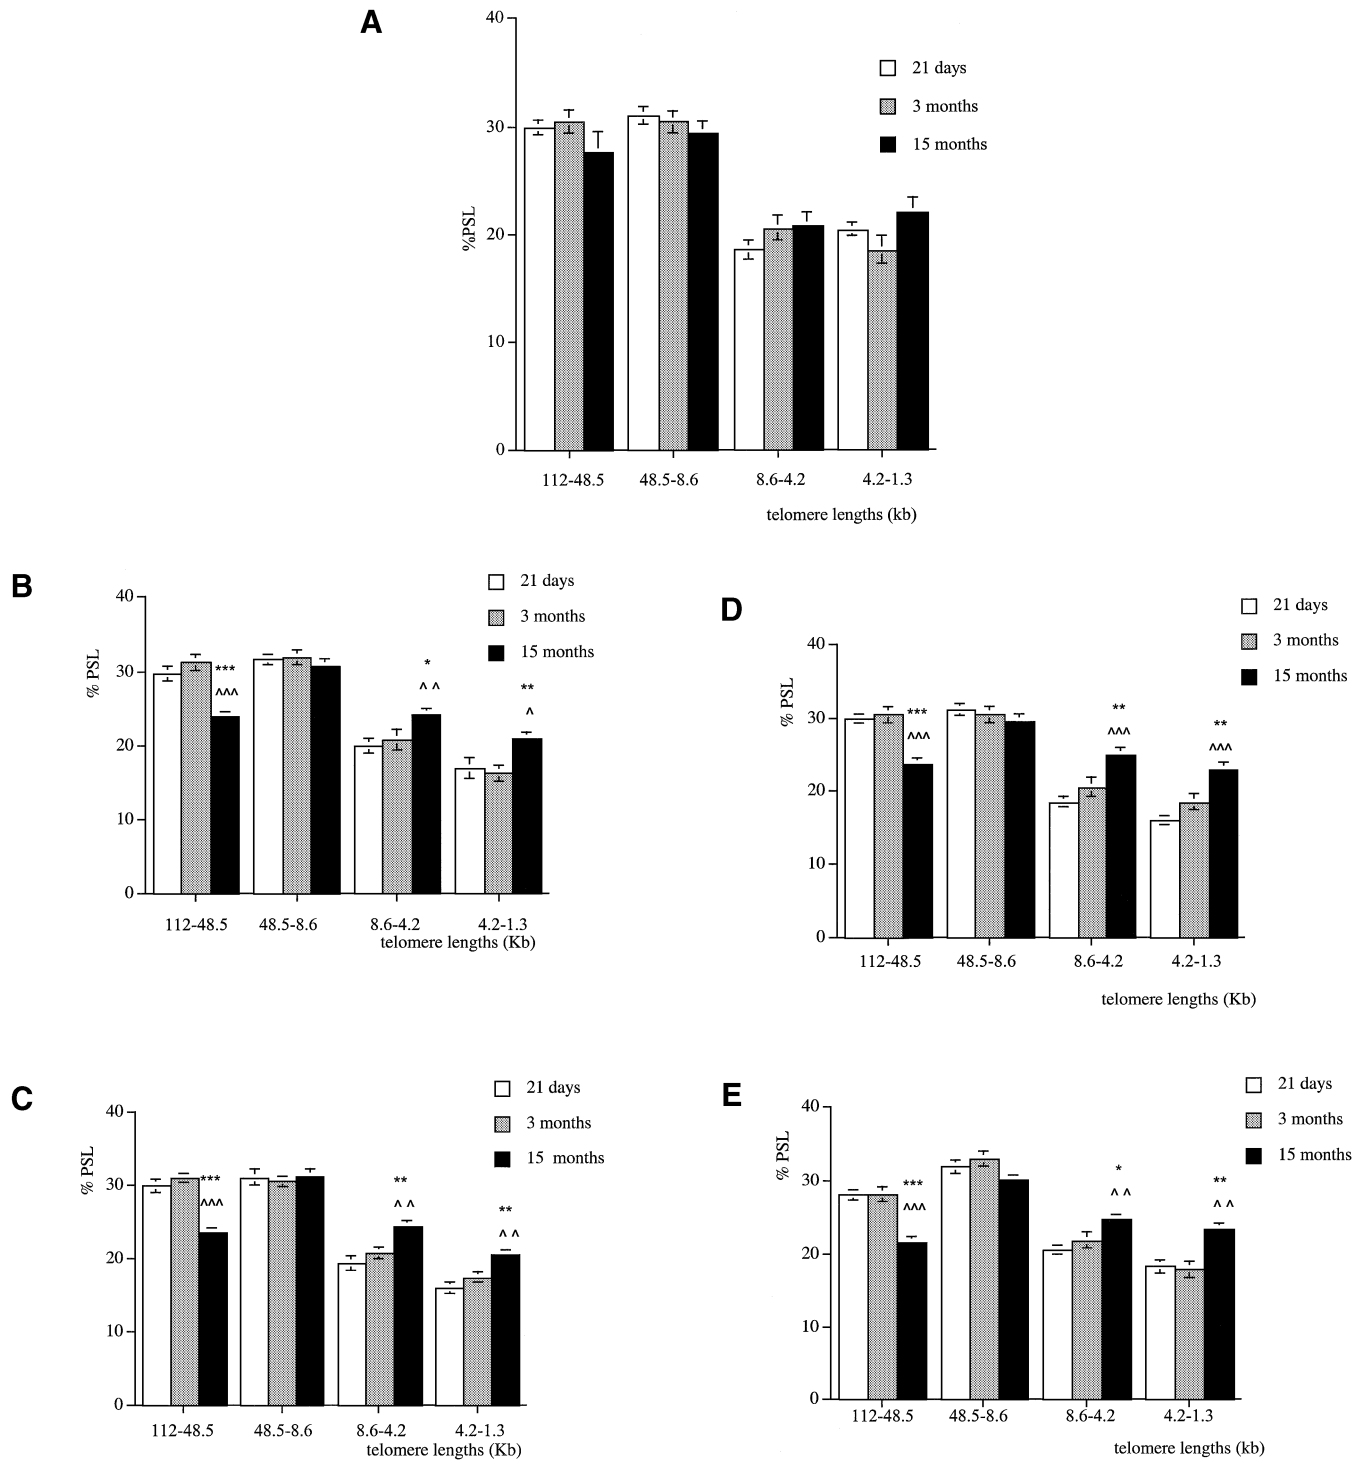 A
40
30
20
10
0
%PSL
21 days
3 months
15 months
112-48.5 48.5-8.6 8.6-4.2 4.2-1.3
telomere lengths (kb)
B
40
30
20
10
0
% PSL
21 days
3 months
15 months
***
^^^
*
^ ^
**
^
112-48.5 48.5-8.6 8.6-4.2 4.2-1.3
telomere lengths (Kb)
D
40
30
20
10
0
% PSL
21 days
3 months
15 months
***
^^^
**
^^^
**
^^^
112-48.5 48.5-8.6 8.6-4.2 4.2-1.3
telomere lengths (Kb)
C
40
30
20
10
0
% PSL
21 days
3 months
15 months
***
^^^
**
^ ^
**
^ ^
112-48.5 48.5-8.6 8.6-4.2 4.2-1.3
telomere lengths (Kb)
E
40
30
20
10
0
% PSL
21 days
3 months
15 months
***
^^^
*
^ ^
**
^ ^
112-48.5 48.5-8.6 8.6-4.2 4.2-1.3
telomere lengths (kb)